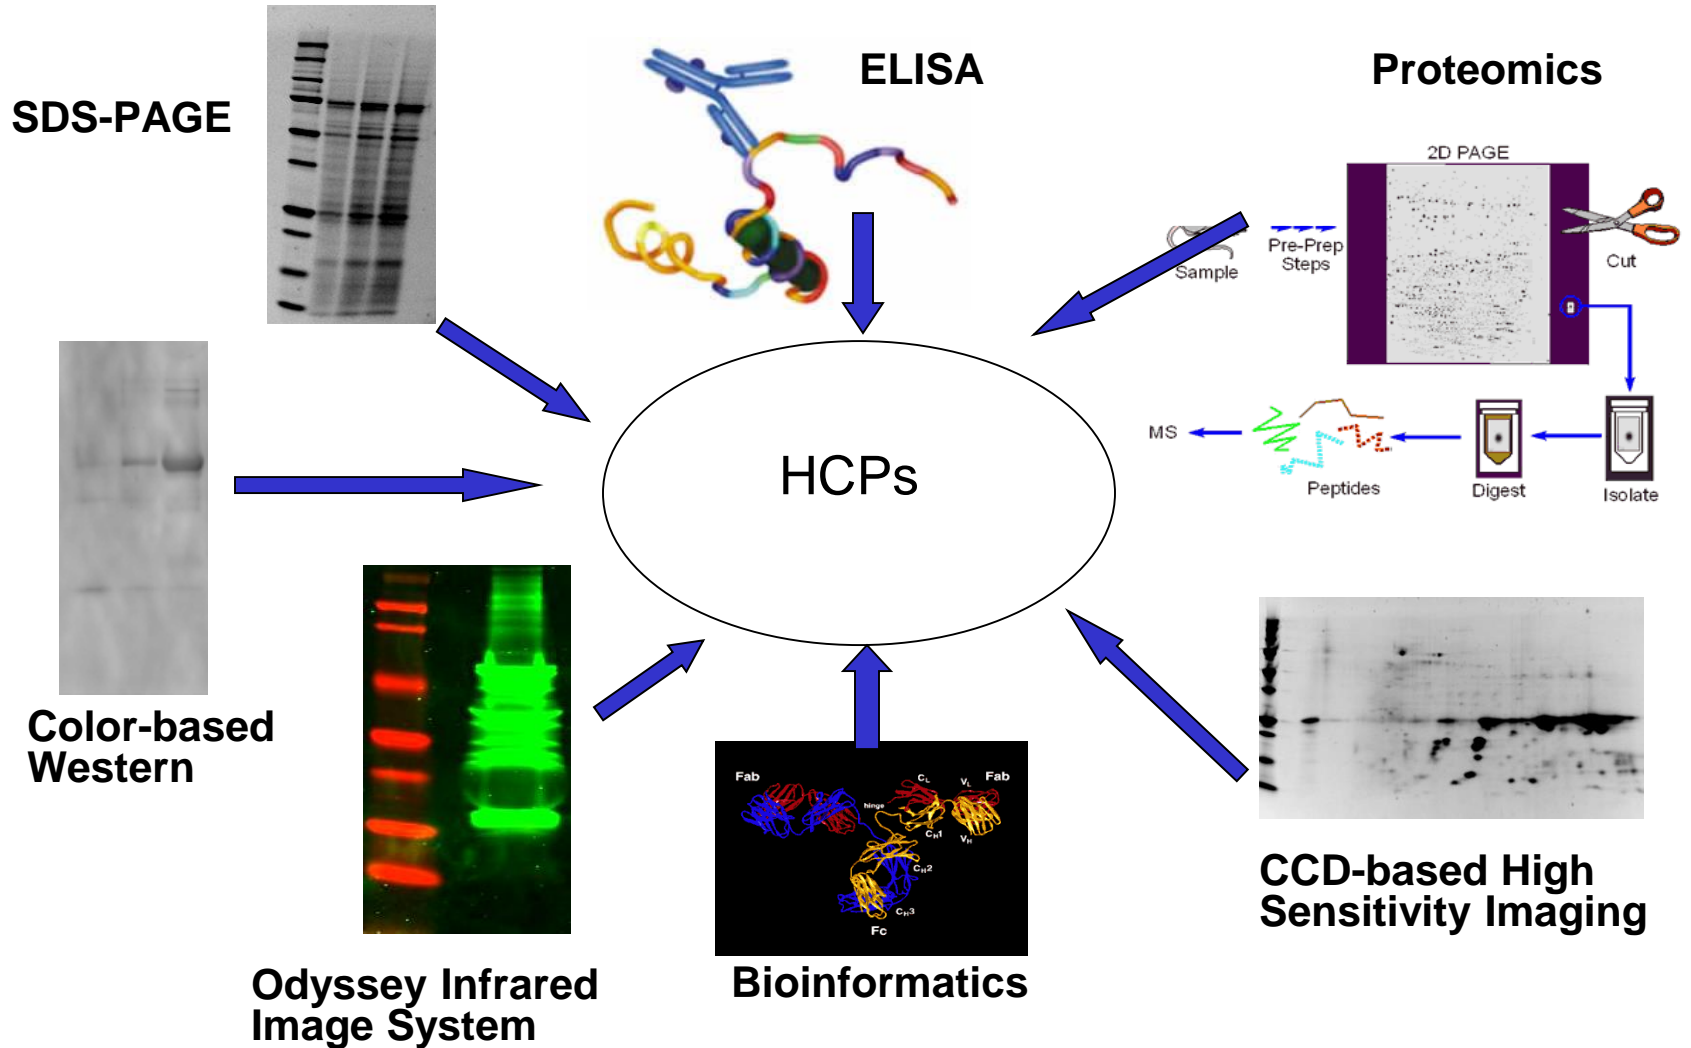 SDS-PAGE
ELISA
Proteomics
2D PAGE
Sample
Pre-Prep
Steps
Cut
MS
Peptides
Digest
Isolate
HCPs
Color-based
Western
Odyssey Infrared
Image System
Fab
hinge
CL
VL
Fab
CH1
VH
CH2
CH3
Fc
Bioinformatics
CCD-based High
Sensitivity Imaging